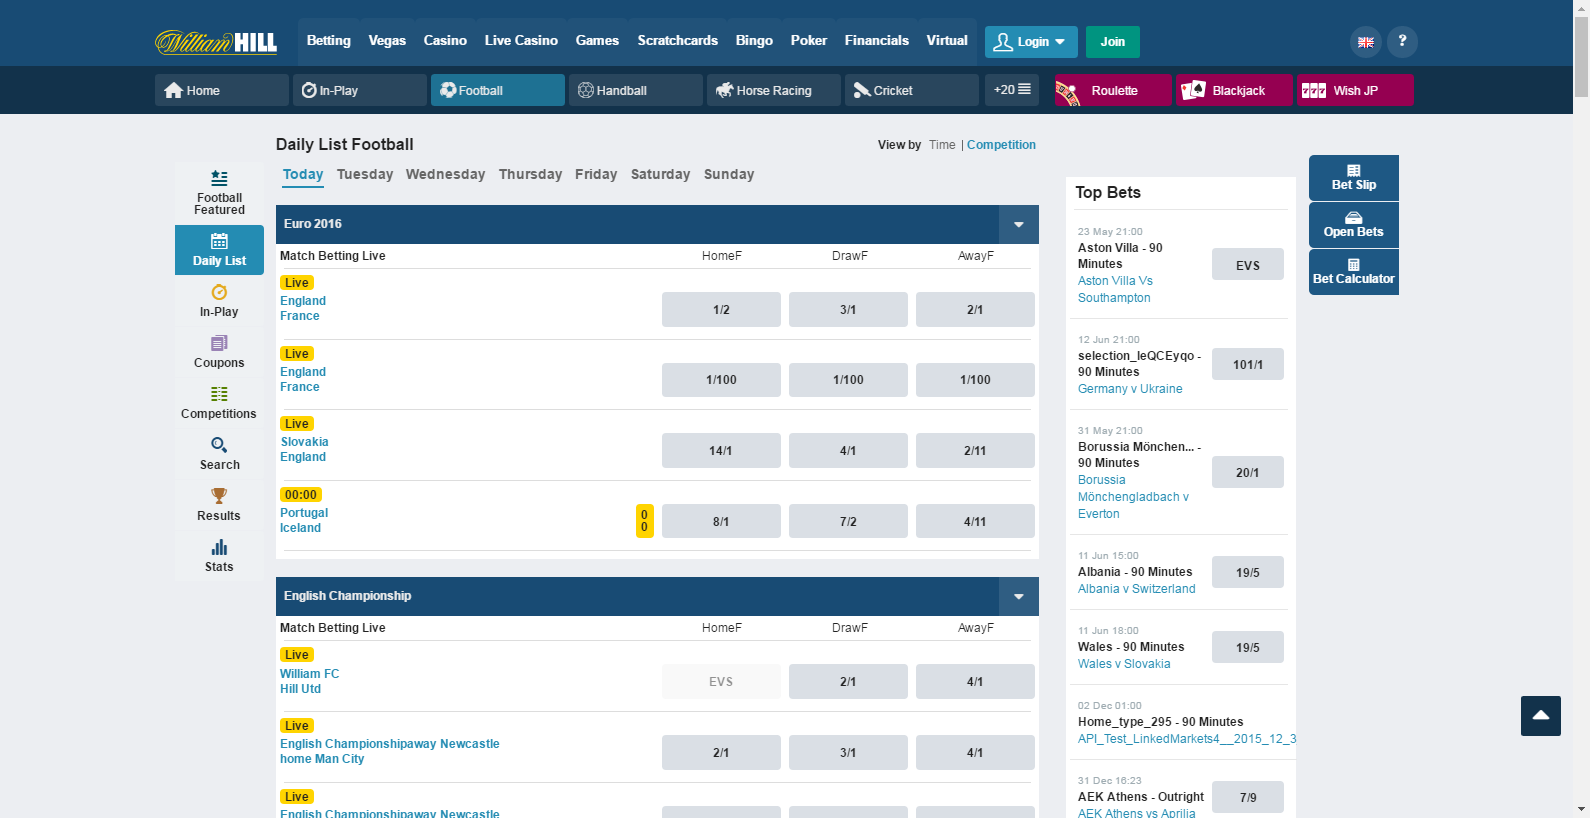 William HILL
Betting Vegas Casino Live Casino Games Scratchcards Bingo Poker Financials Virtual
Login
Join
?
Home In-Play Football Handball Horse Racing Cricket +20
Roulette
Blackjack
777 Wish JP
Daily List Football
View by Time | Competition
Today Tuesday Wednesday Thursday Friday Saturday Sunday
Football
Featured
Daily List
In-Play
Coupons
Competitions
Search
Results
Stats
Euro 2016
Match Betting Live HomeF DrawF AwayF
Live
England
France
1/2 3/1 2/1
Live
England
France
1/100 1/100 1/100
Live
Slovakia
England
14/1 4/1 2/11
00:00
Portugal
Iceland
0
0
8/1 7/2 4/11
English Championship
Match Betting Live HomeF DrawF AwayF
Live
William FC
Hill Utd
EVS 2/1 4/1
Live
English Championshipaway Newcastle
home Man City
2/1 3/1 4/1
Live
English Championshipaway Newcastle
Top Bets
23 May 21:00
Aston Villa - 90
Minutes
Aston Villa Vs
Southampton
EVS
12 Jun 21:00
selection_leQCEyqo -
90 Minutes
Germany v Ukraine
101/1
31 May 21:00
Borussia Mönchen... -
90 Minutes
Borussia
Mönchengladbach v
Everton
20/1
11 Jun 15:00
Albania - 90 Minutes
Albania v Switzerland
19/5
11 Jun 18:00
Wales - 90 Minutes
Wales v Slovakia
19/5
02 Dec 01:00
Home_type_295 - 90 Minutes
API_Test_LinkedMarkets4__2015_12_3
31 Dec 16:23
AEK Athens - Outright
AEK Athens vs Aprilia
7/9
Bet Slip
Open Bets
Bet Calculator